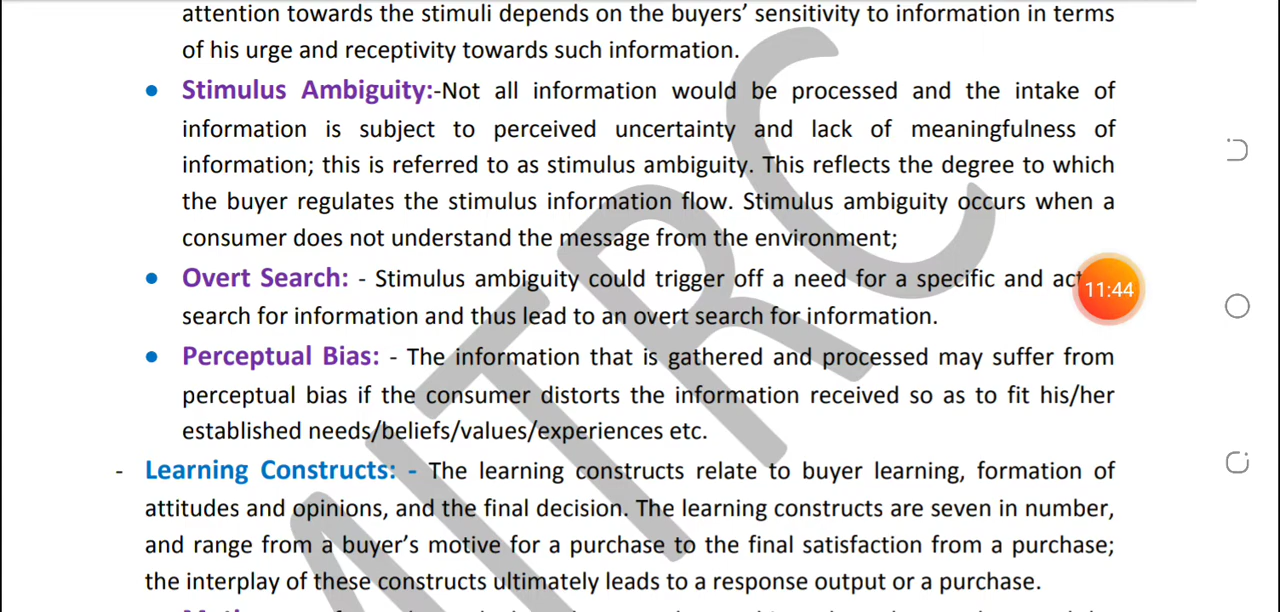 attention towards the stimuli depends on the buyers’ sensitivity to information in terms
of his urge and receptivity towards such information.
• Stimulus Ambiguity:-Not all information would be processed and the intake of
information is subject to perceived uncertainty and lack of meaningfulness of
information; this is referred to as stimulus ambiguity. This reflects the degree to which
the buyer regulates the stimulus information flow. Stimulus ambiguity occurs when a
consumer does not understand the message from the environment;
• Overt Search: - Stimulus ambiguity could trigger off a need for a specific and
11:44
search for information and thus lead to an overt search for information.
• Perceptual Bias: - The information that is gathered and processed may suffer from
perceptual bias if the consumer distorts the information received so as to fit his/her
established needs/beliefs/values/experiences etc.
- Learning Constructs: - The learning constructs relate to buyer learning, formation of
attitudes and opinions, and the final decision. The learning constructs are seven in number,
and range from a buyer’s motive for a purchase to the final satisfaction from a purchase;
the interplay of these constructs ultimately leads to a response output or a purchase.
MTRC